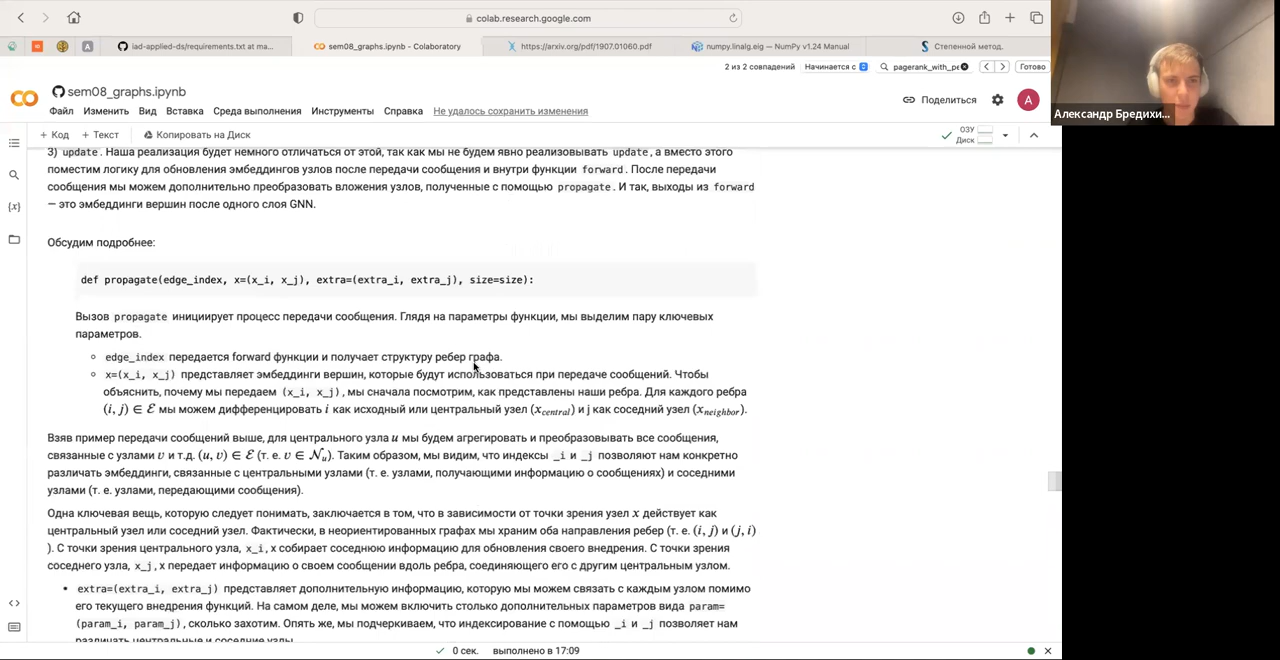 colab.research.google.com
iad-applied-ds/requirements.txt at ma...
sem08_graphs.ipynb - Colaboratory
https://arxiv.org/pdf/1907.01060.pdf
numpy.linalg.eig — NumPy v1.24 Manual
Степенной метод.
2 из 2 совпадений
Начинается с
pagerank_with_pe
Готово
sem08_graphs.ipynb
Файл Изменить Вид Вставка Среда выполнения Инструменты Справка Не удалось сохранить изменения
Поделиться
A
Александр Бредихи...
+ Код + Текст Копировать на Диск
ОЗУ
Диск
3) update. Наша реализация будет немного отличаться от этой, так как мы не будем явно реализовывать update, а вместо этого
поместим логику для обновления эмбеддингов узлов после передачи сообщения и внутри функции forward. После передачи
сообщения мы можем дополнительно преобразовать вложения узлов, полученные с помощью propagate. И так, выходы из forward
— это эмбеддинги вершин после одного слоя GNN.
Обсудим подробнее:
def propagate(edge_index, x=(x_i, x_j), extra=(extra_i, extra_j), size=size):
Вызов propagate инициирует процесс передачи сообщения. Глядя на параметры функции, мы выделим пару ключевых
параметров.
○ edge_index передается forward функции и получает структуру ребер графа.
○ x=(x_i, x_j) представляет эмбеддинги вершин, которые будут использоваться при передаче сообщений. Чтобы
объяснить, почему мы передаем (x_i, x_j), мы сначала посмотрим, как представлены наши ребра. Для каждого ребра
(i, j) ∈ ℰ мы можем дифференцировать i как исходный или центральный узел (x_central) и j как соседний узел (x_neighbor).
Взяв пример передачи сообщений выше, для центрального узла u мы будем агрегировать и преобразовывать все сообщения,
связанные с узлами v и т.д. (u, v) ∈ ℰ (т. е. v ∈ 𝒩_u). Таким образом, мы видим, что индексы _i и _j позволяют нам конкретно
различать эмбеддинги, связанные с центральными узлами (т. е. узлами, получающими информацию о сообщениях) и соседними
узлами (т. е. узлами, передающими сообщения).
Одна ключевая вещь, которую следует понимать, заключается в том, что в зависимости от точки зрения узел x действует как
центральный узел или соседний узел. Фактически, в неориентированных графах мы храним оба направления ребер (т. е. (i, j) и (j, i)
). С точки зрения центрального узла, x_i, x собирает соседнюю информацию для обновления своего внедрения. С точки зрения
соседнего узла, x_j, x передает информацию о своем сообщении вдоль ребра, соединяющего его с другим центральным узлом.
• extra=(extra_i, extra_j) представляет дополнительную информацию, которую мы можем связать с каждым узлом помимо
его текущего внедрения функций. На самом деле, мы можем включить столько дополнительных параметров вида param=
(param_i, param_j), сколько захотим. Опять же, мы подчеркиваем, что индексирование с помощью _i и _j позволяет нам
различать центральные и соседние узлы.
0 сек. выполнено в 17:09